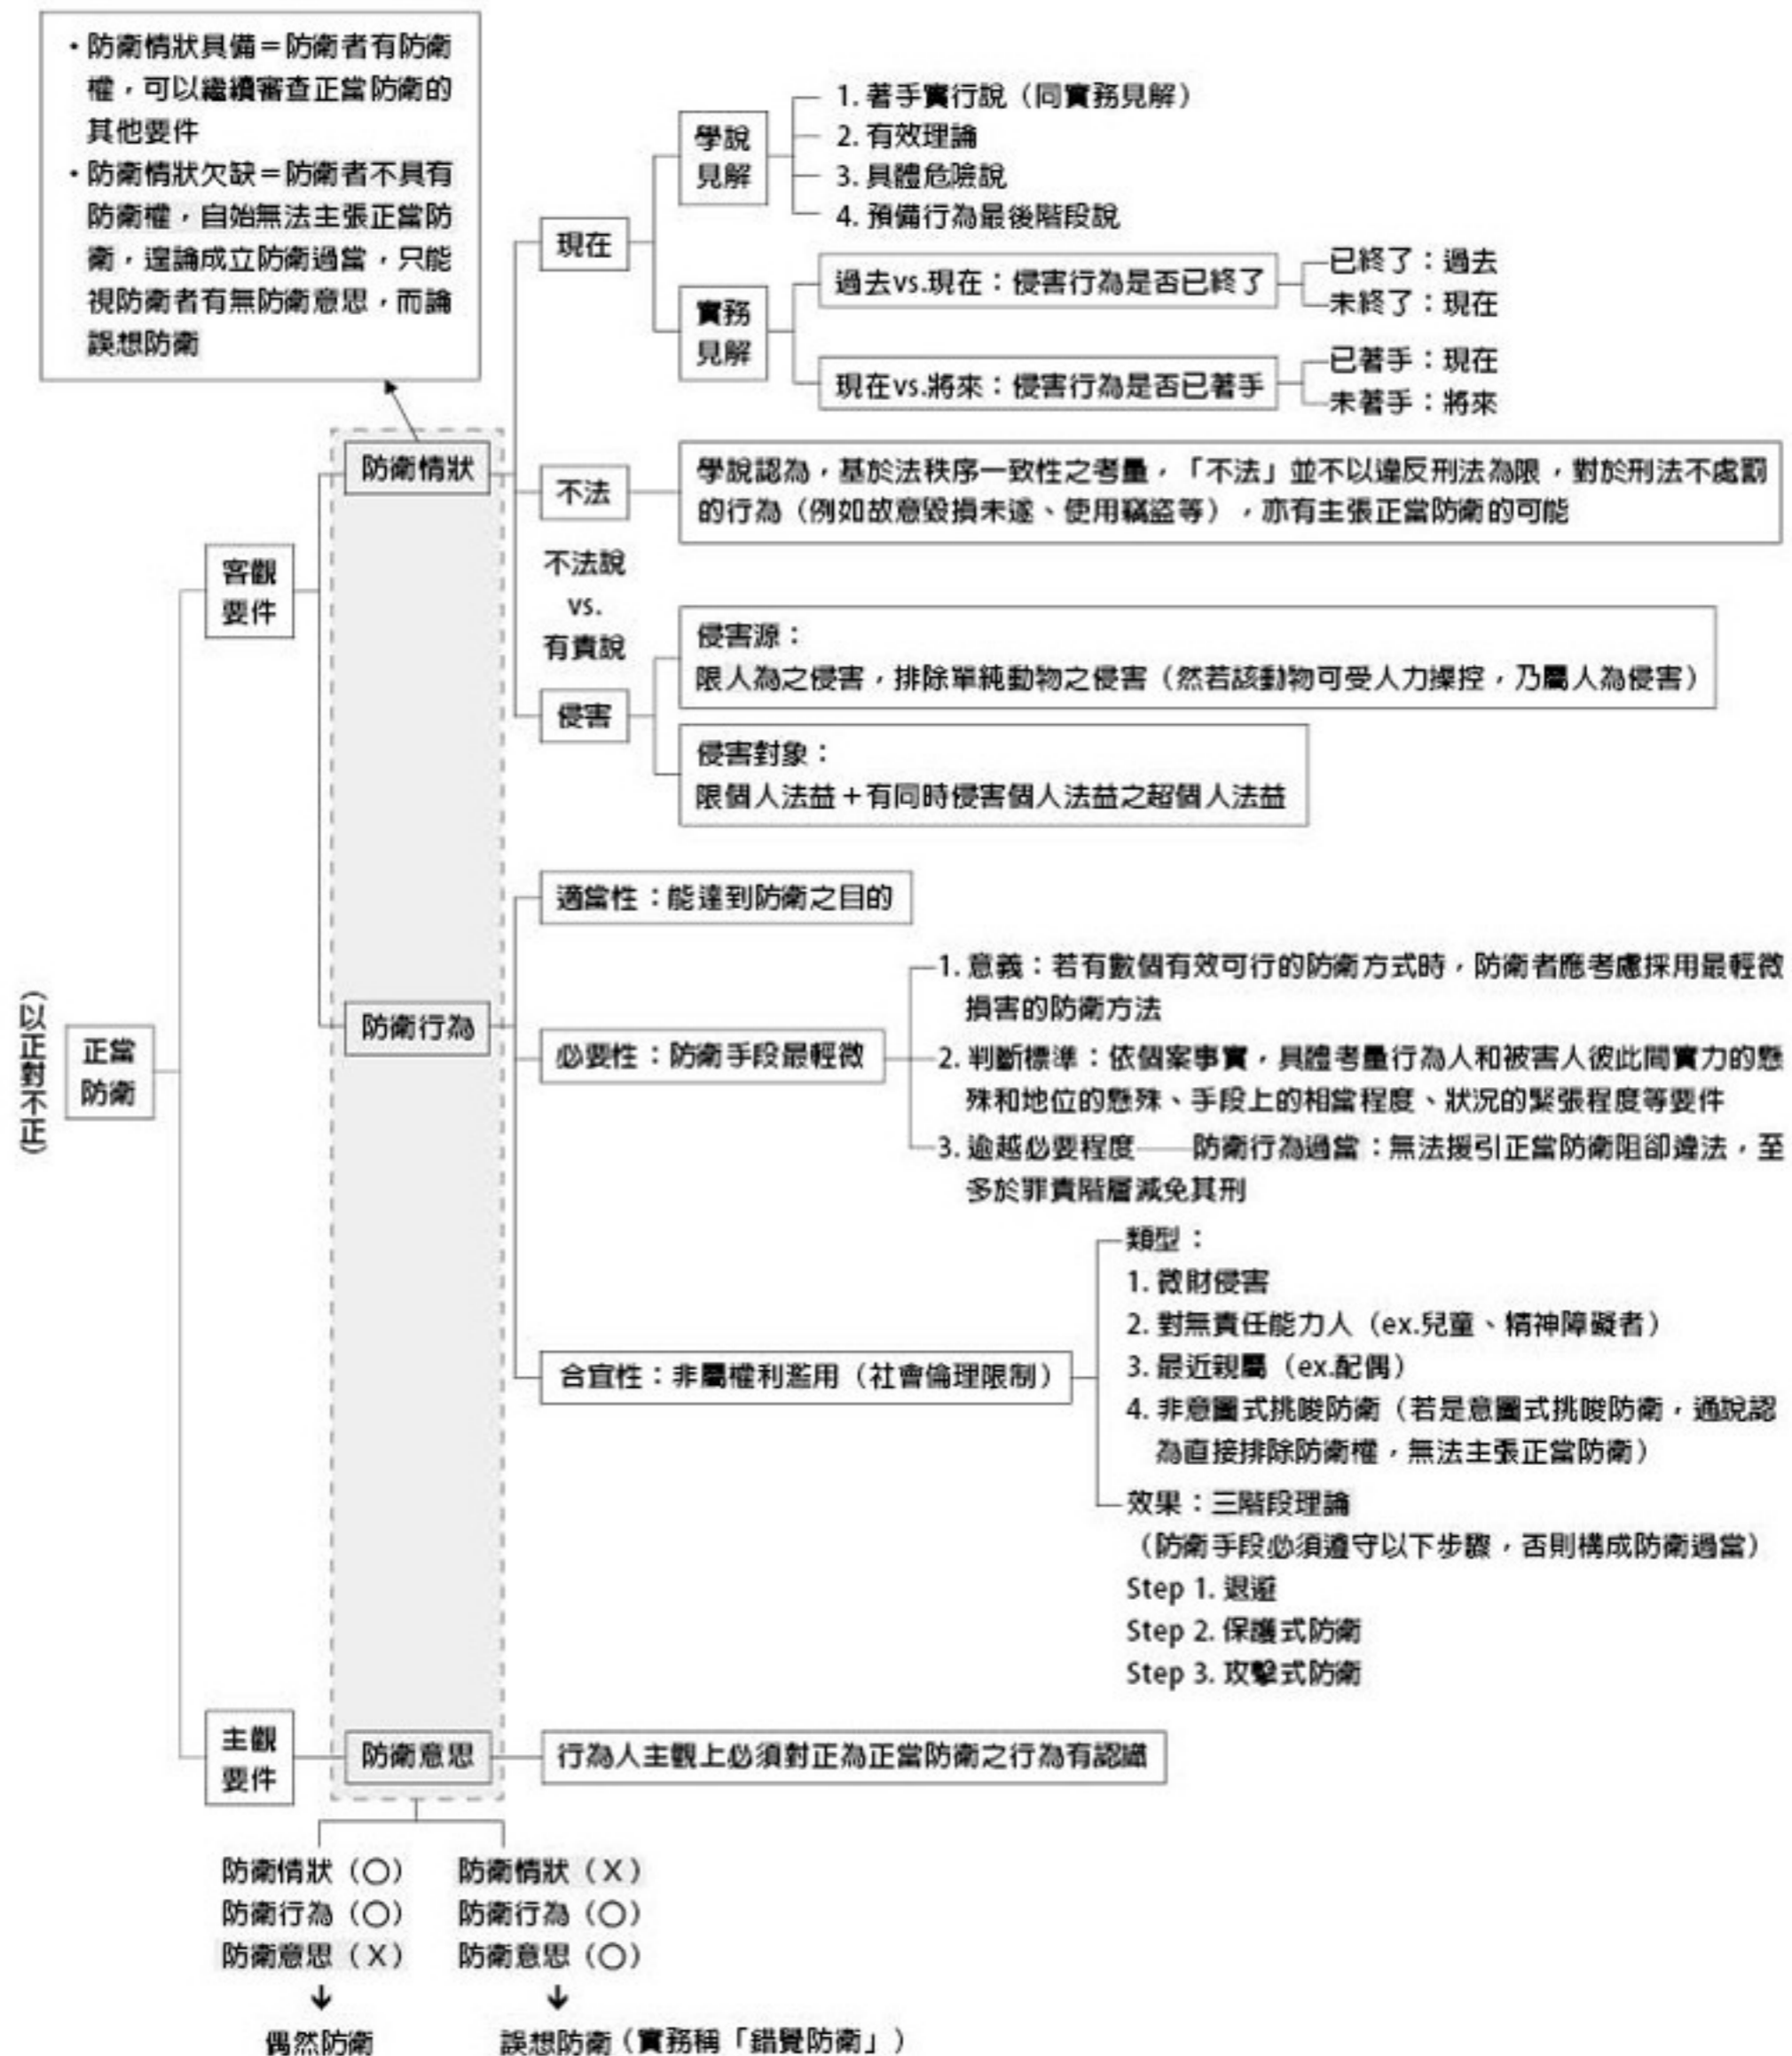 ・防衛情狀具備＝防衛者有防衛
權，可以繼續審查正當防衛的
其他要件
・防衛情狀欠缺＝防衛者不具有
防衛權，自始無法主張正當防
衛，遑論成立防衛過當，只能
視防衛者有無防衛意思，而論
誤想防衛
（以正對不正）
正當
防衛
客觀
要件
防衛情狀
現在
學說
見解
1. 著手實行說（同實務見解）
2. 有效理論
3. 具體危險說
4. 預備行為最後階段說
實務
見解
過去vs.現在：侵害行為是否已終了
已終了：過去
未終了：現在
現在vs.將來：侵害行為是否已著手
已著手：現在
未著手：將來
不法
學說認為，基於法秩序一致性之考量，「不法」並不以違反刑法為限，對於刑法不處罰
的行為（例如故意毀損未遂、使用竊盜等），亦有主張正當防衛的可能
不法說
vs.
有責說
侵害
侵害源：
限人為之侵害，排除單純動物之侵害（然若該動物可受人力操控，乃屬人為侵害）
侵害對象：
限個人法益＋有同時侵害個人法益之超個人法益
防衛行為
適當性：能達到防衛之目的
必要性：防衛手段最輕微
1. 意義：若有數個有效可行的防衛方式時，防衛者應考慮採用最輕微
損害的防衛方法
2. 判斷標準：依個案事實，具體考量行為人和被害人彼此間實力的懸
殊和地位的懸殊、手段上的相當程度、狀況的緊張程度等要件
3. 逾越必要程度——防衛行為過當：無法援引正當防衛阻卻違法，至
多於罪責階層減免其刑
合宜性：非屬權利濫用（社會倫理限制）
類型：
1. 微財侵害
2. 對無責任能力人（ex.兒童、精神障礙者）
3. 最近親屬（ex.配偶）
4. 非意圖式挑唆防衛（若是意圖式挑唆防衛，通說認
為直接排除防衛權，無法主張正當防衛）
效果：三階段理論
（防衛手段必須遵守以下步驟，否則構成防衛過當）
Step 1. 退避
Step 2. 保護式防衛
Step 3. 攻擊式防衛
主觀
要件
防衛意思
行為人主觀上必須對正為正當防衛之行為有認識
防衛情狀（○）
防衛行為（○）
防衛意思（X）
↓
偶然防衛
防衛情狀（X）
防衛行為（○）
防衛意思（○）
↓
誤想防衛（實務稱「錯覺防衛」）